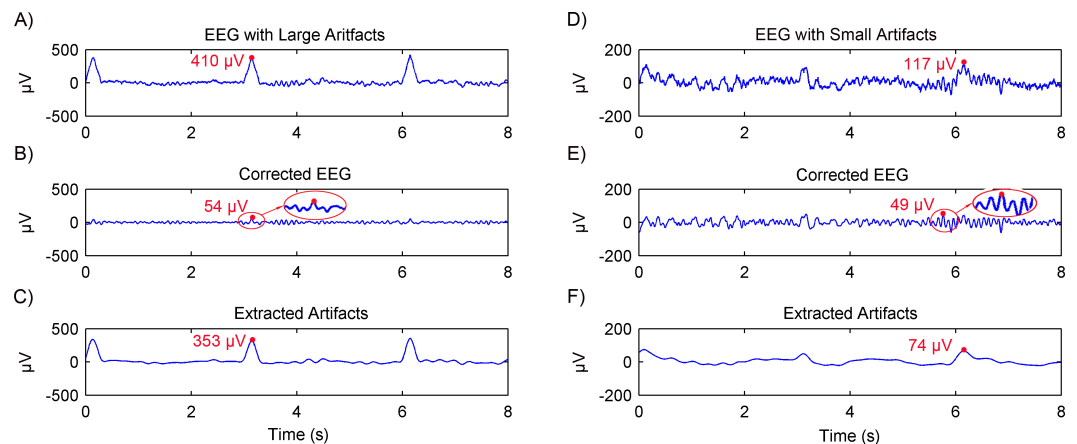 A)
EEG with Large Aritfacts
500
0
-500
µV
410 µV
0 2 4 6 8
B)
Corrected EEG
500
0
-500
µV
54 µV
0 2 4 6 8
C)
Extracted Artifacts
500
0
-500
µV
353 µV
0 2 4 6 8
Time (s)
D)
EEG with Small Artifacts
200
0
-200
µV
117 µV
0 2 4 6 8
E)
Corrected EEG
200
0
-200
µV
49 µV
0 2 4 6 8
F)
Extracted Artifacts
200
0
-200
µV
74 µV
0 2 4 6 8
Time (s)